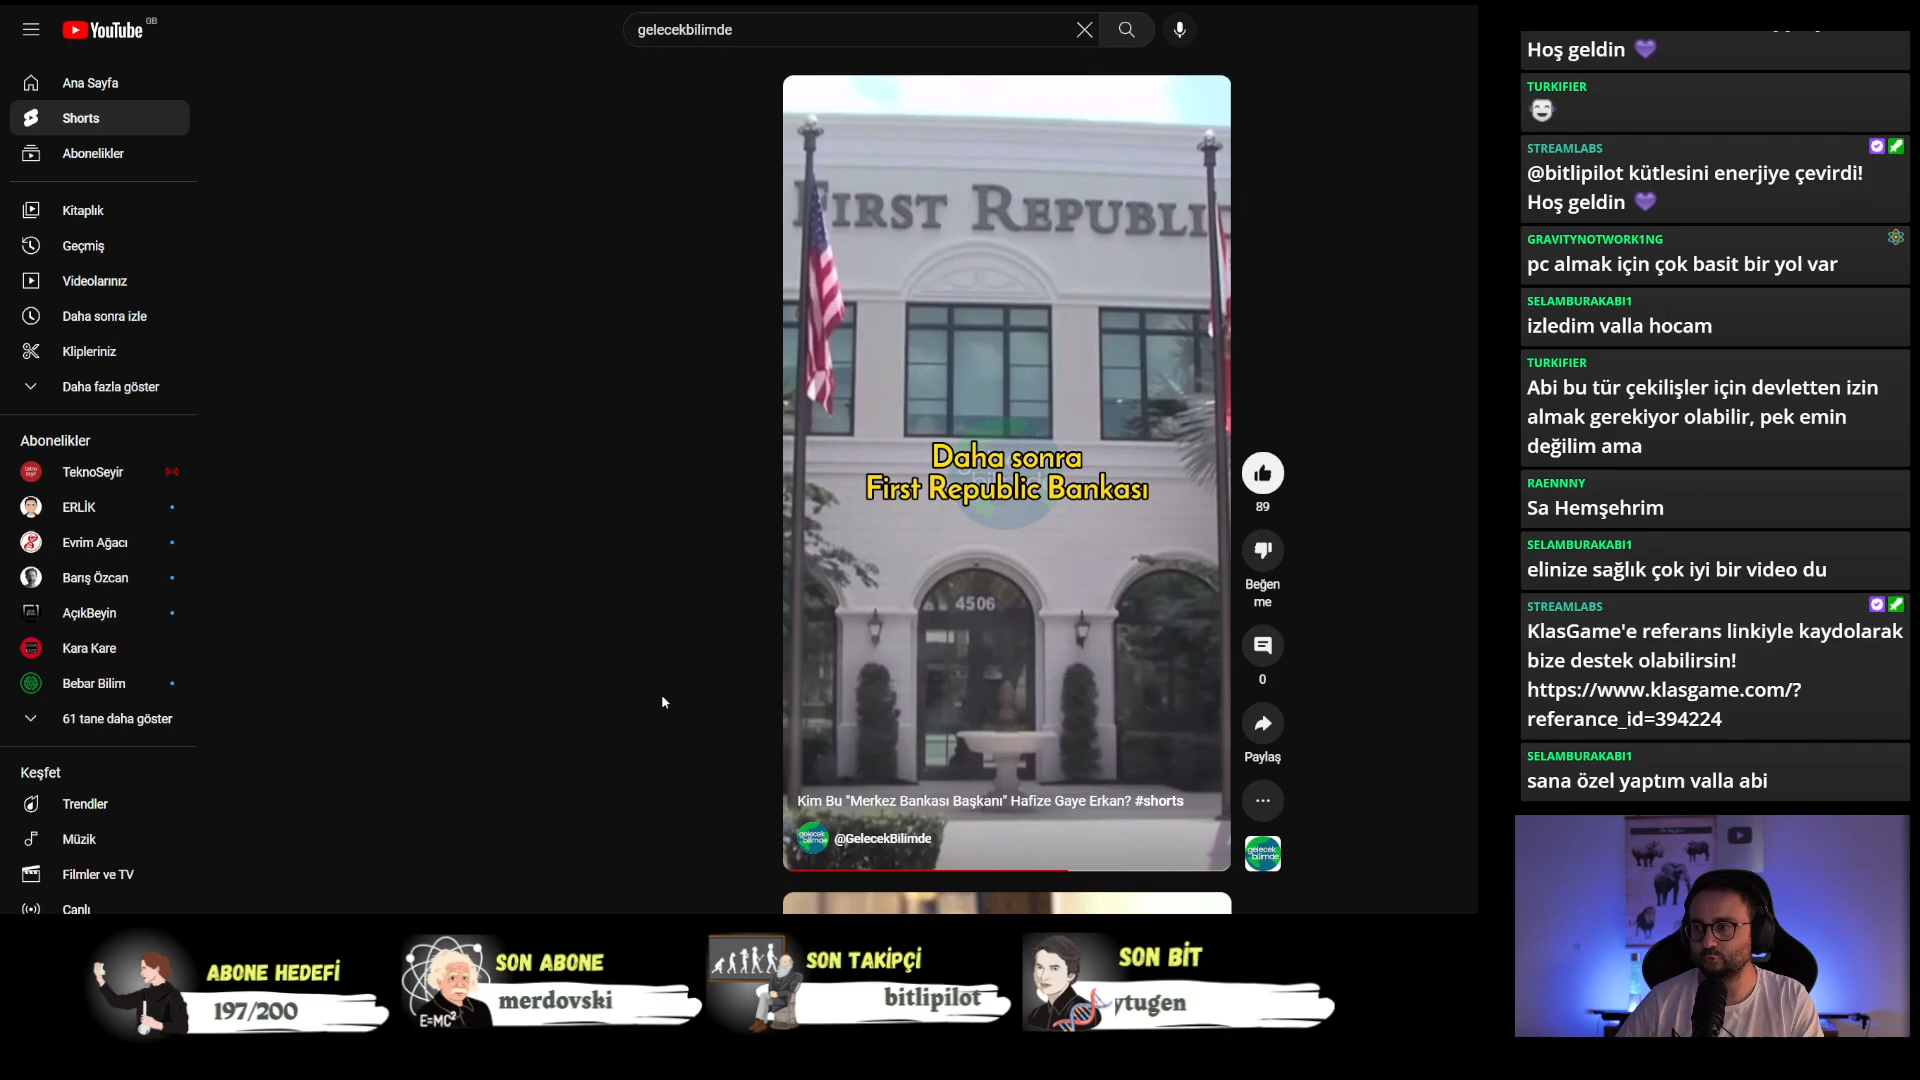 YouTube
GB
gelecekbilimde
Ana Sayfa
Shorts
Abonelikler
Kitaplık
Geçmiş
Videolarınız
Daha sonra izle
Klipleriniz
Daha fazla göster
Abonelikler
TeknoSeyir
ERLİK
Evrim Ağacı
Barış Özcan
AçıkBeyin
Kara Kare
Bebar Bilim
61 tane daha göster
Keşfet
Trendler
Müzik
Filmler ve TV
Canlı
FIRST REPUBLIC
Daha sonra
First Republic Bankası
4506
Kim Bu "Merkez Bankası Başkanı" Hafize Gaye Erkan? #shorts
gelecek bilimde
@GelecekBilimde
89
Beğen
me
0
Paylaş
gelecek
bilimde
Hoş geldin
TURKIFIER
STREAMLABS
@bitlipilot kütlesini enerjiye çevirdi!
Hoş geldin
GRAVITYNOTWORK1NG
pc almak için çok basit bir yol var
SELAMBURAKABI1
izledim valla hocam
TURKIFIER
Abi bu tür çekilişler için devletten izin
almak gerekiyor olabilir, pek emin
değilim ama
RAENNNY
Sa Hemşehrim
SELAMBURAKABI1
elinize sağlık çok iyi bir video du
STREAMLABS
KlasGame'e referans linkiyle kaydolarak
bize destek olabilirsin!
https://www.klasgame.com/?
referance_id=394224
SELAMBURAKABI1
sana özel yaptım valla abi
ABONE HEDEFİ
197/200
E=MC²
SON ABONE
merdovski
SON TAKİPÇİ
bitlipilot
SON BİT
ytugen